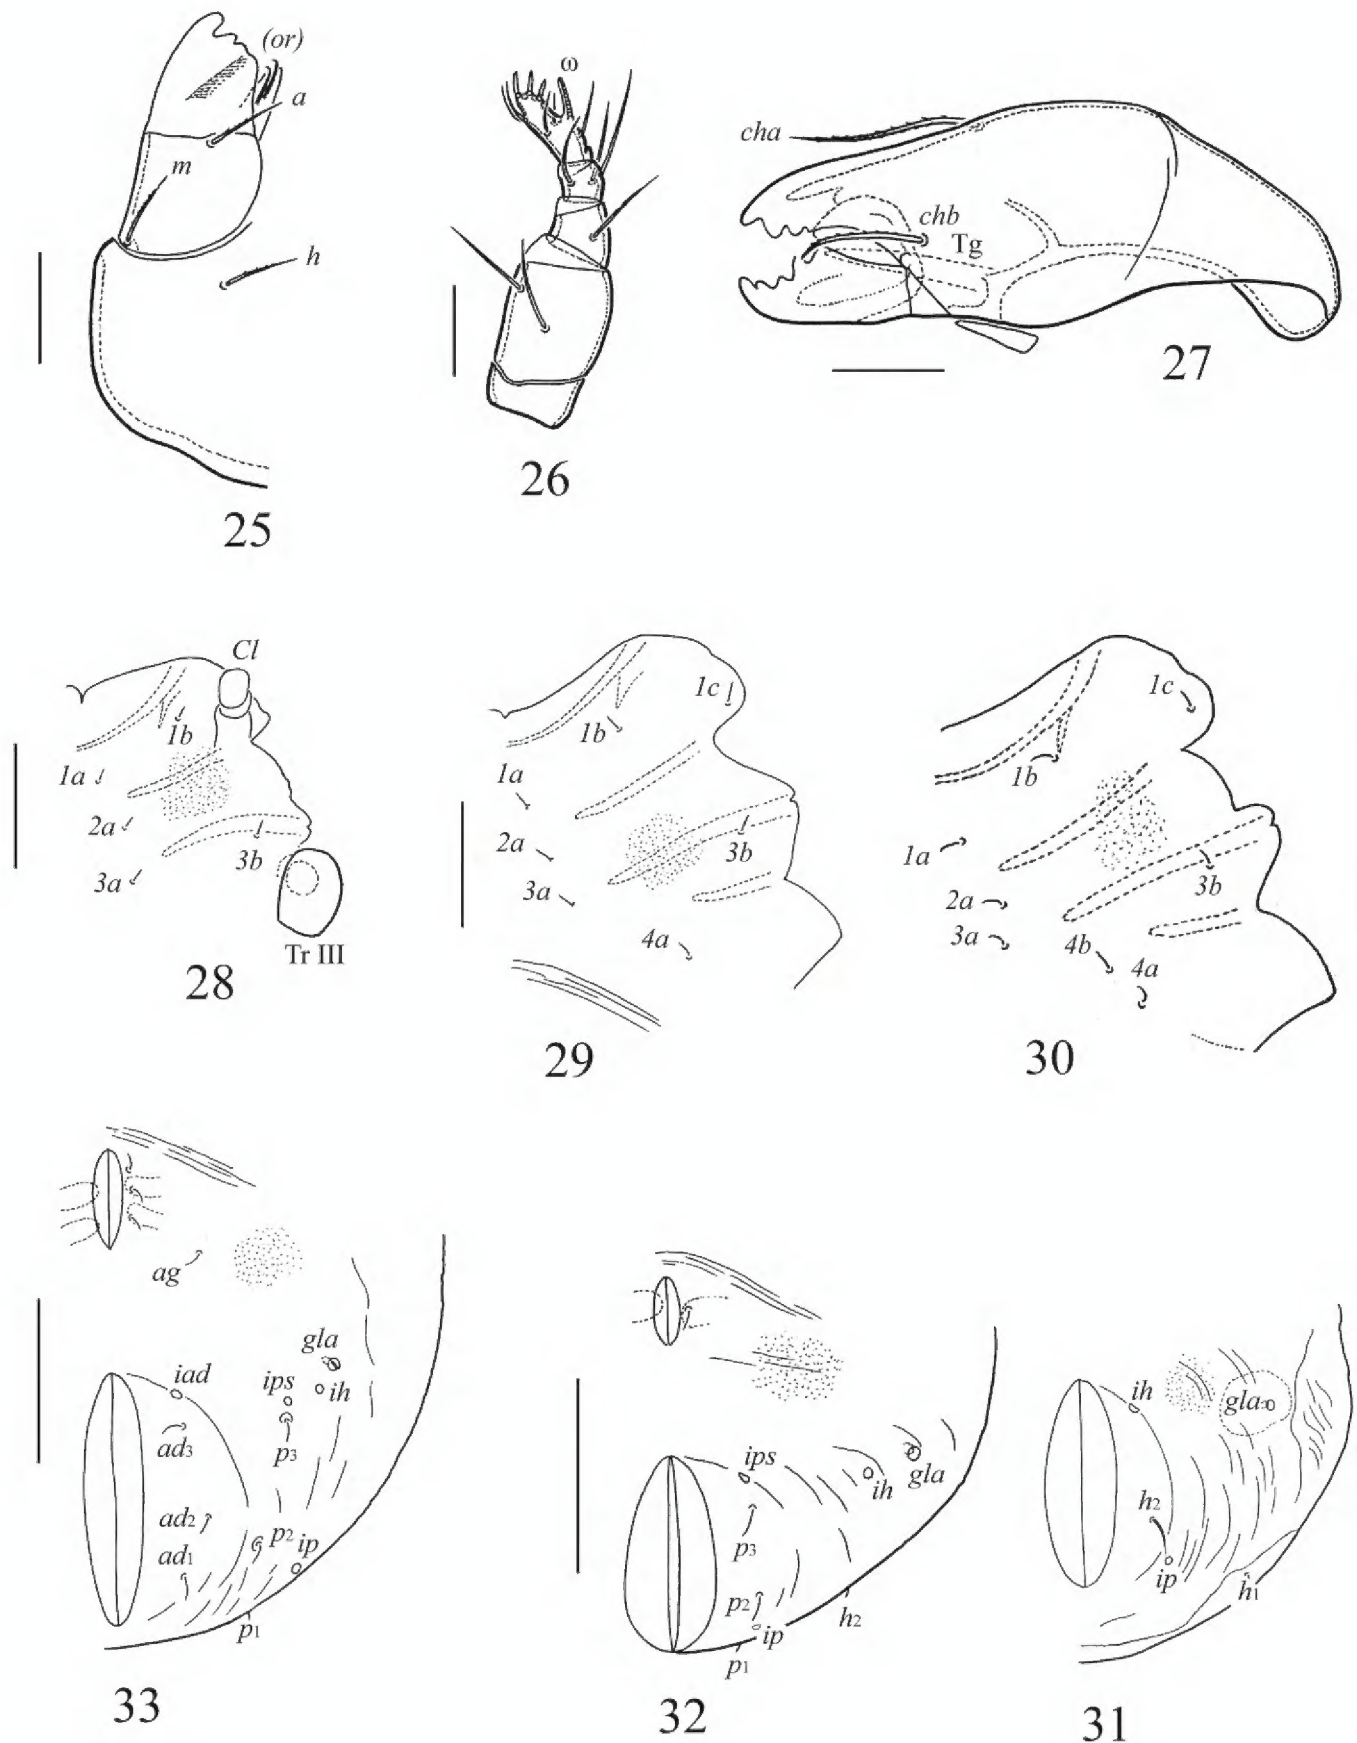 (or)
a
m
h
25
ω
26
cha
chb
Tg
27
Cl
1b
1a
2a
3b
3a
Tr III
28
1c
1b
1a
2a
3b
3a
4a
29
1c
1b
1a
2a
3b
3a
4b
4a
30
ag
gla
iad
ips
ih
ad3
p3
ad2
p2
ip
ad1
p1
33
ips
gla
ih
p3
p2
ip
h2
p1
32
ih
gla
h2
ip
h1
31